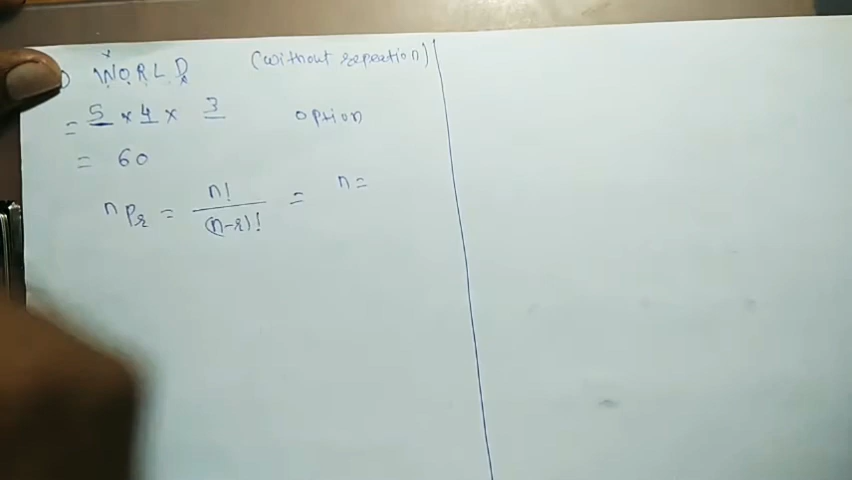 WORLD (without repeation)
= 5 × 4 × 3 option
= 60
nPr = n! / (n-r)! = n =